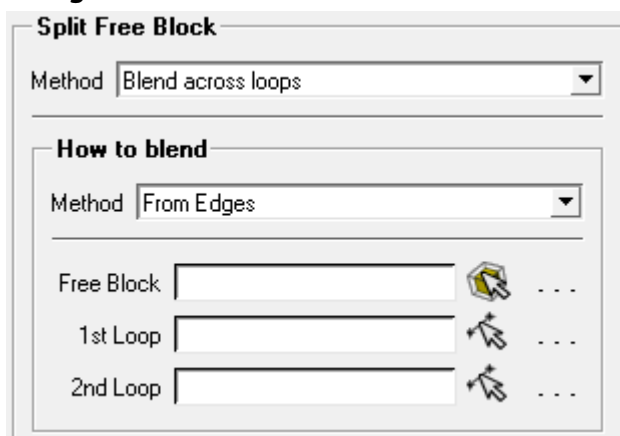 Split Free Block
Method Blend across loops
How to blend
Method From Edges
Free Block ...
1st Loop ...
2nd Loop ...